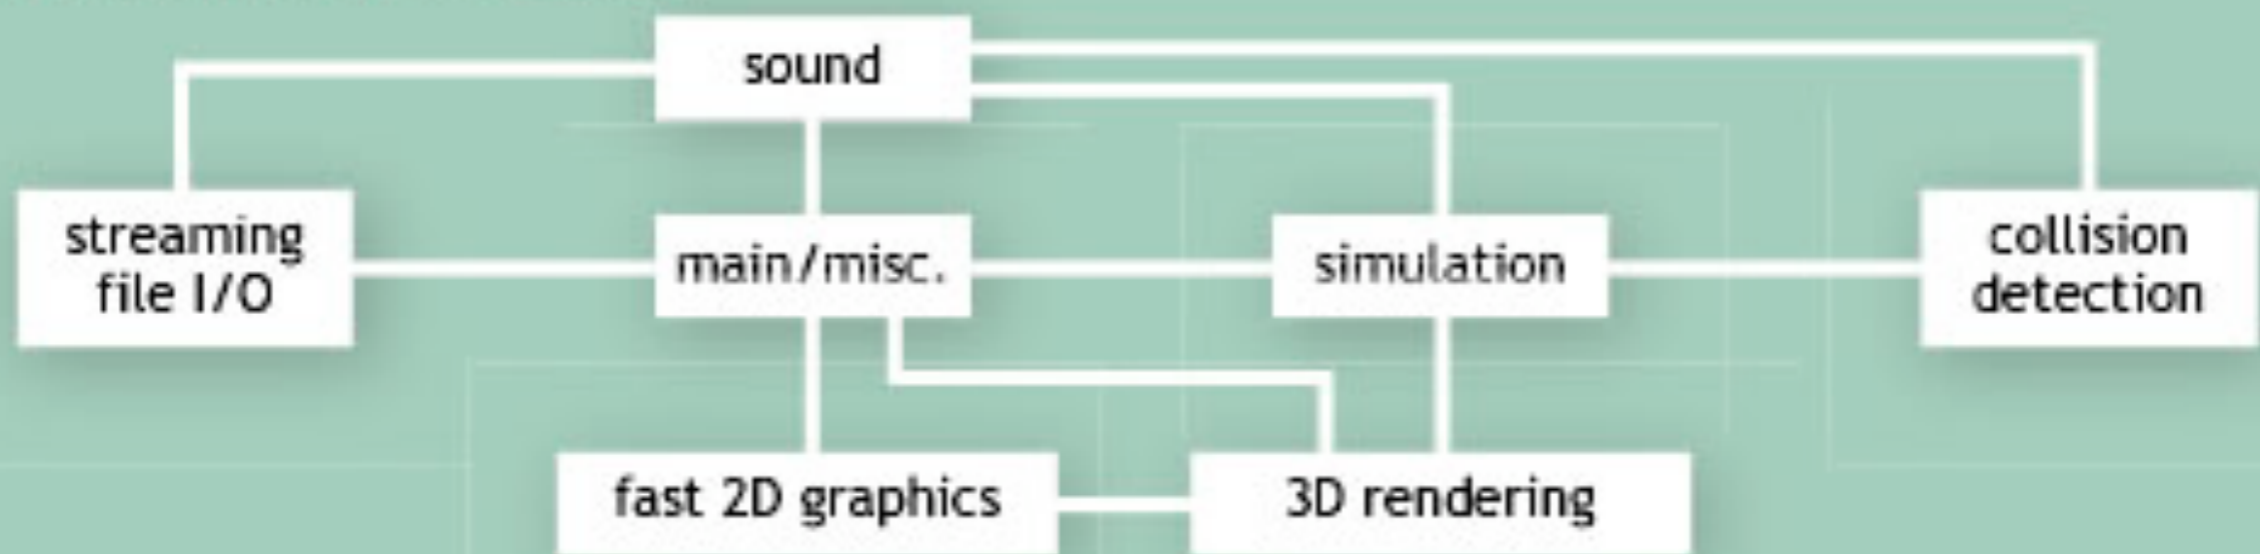 sound
streaming
file I/O
main/misc.
simulation
collision
detection
fast 2D graphics
3D rendering